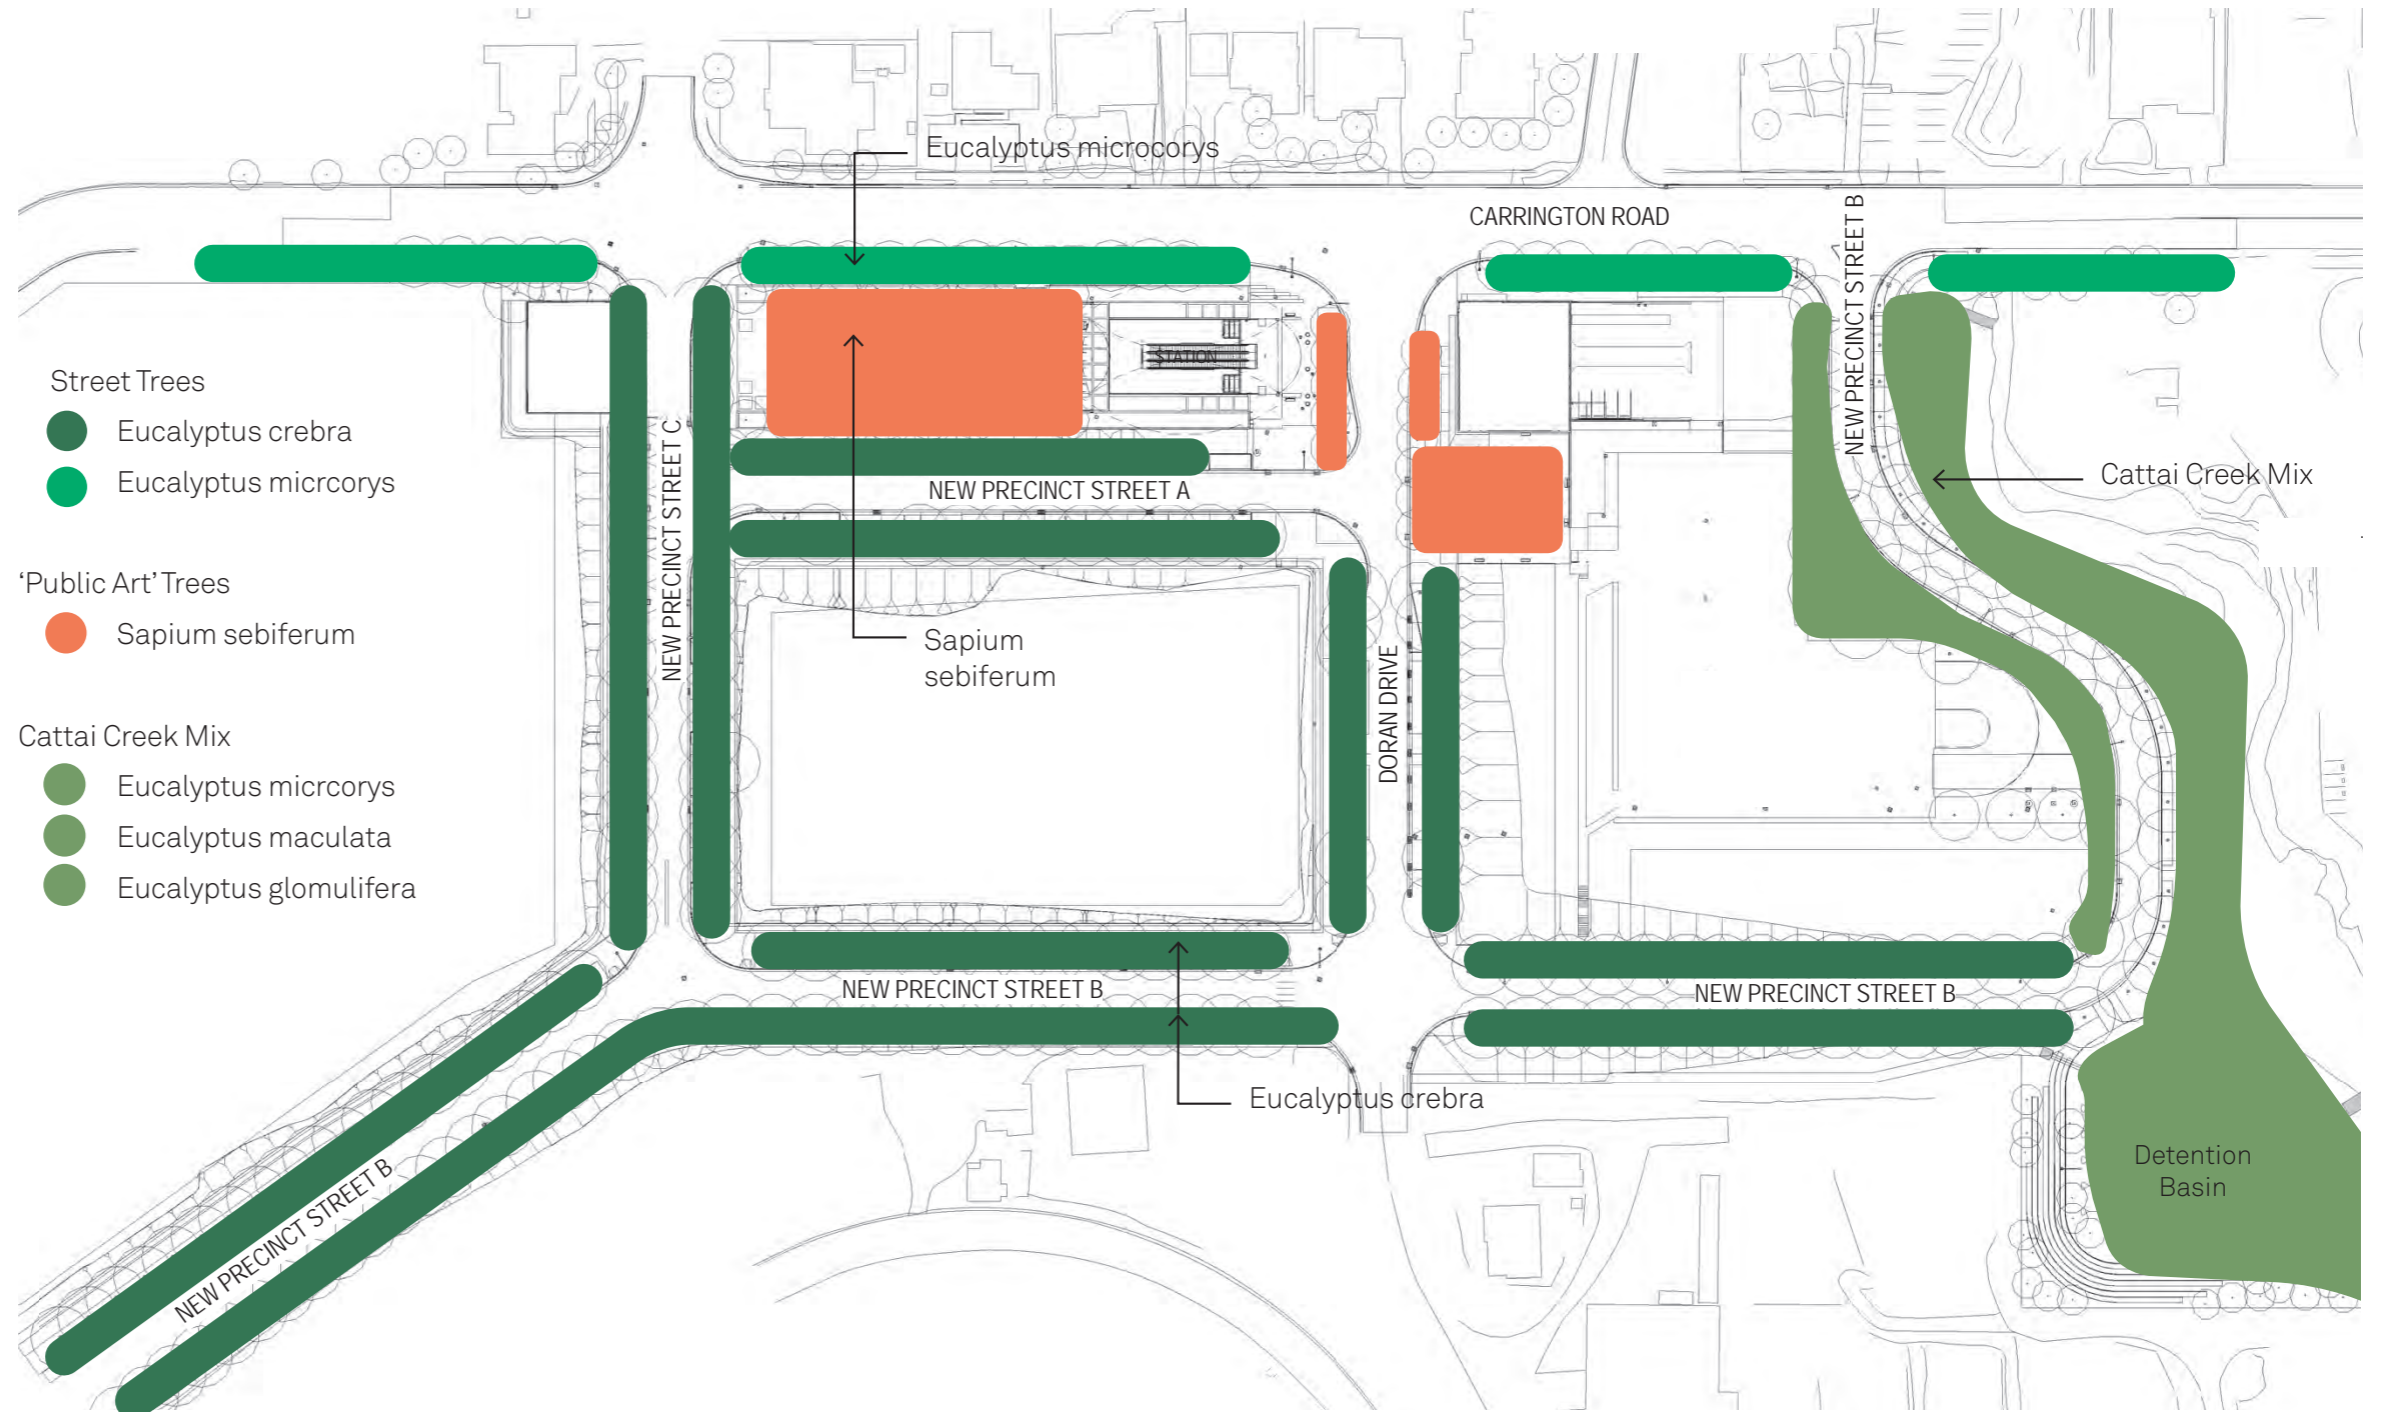 Eucalyptus microcorys
CARRINGTON ROAD
NEW PRECINCT STREET B
STATION
Street Trees
Eucalyptus crebra
Eucalyptus micrcorys
'Public Art' Trees
Sapium sebiferum
Cattai Creek Mix
Eucalyptus micrcorys
Eucalyptus maculata
Eucalyptus glomulifera
NEW PRECINCT STREET C
NEW PRECINCT STREET A
Cattai Creek Mix
Sapium
sebiferum
DORAN DRIVE
NEW PRECINCT STREET B
NEW PRECINCT STREET B
Eucalyptus crebra
NEW PRECINCT STREET B
Detention
Basin